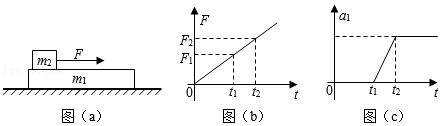 m₂
F
m₁
图（a）
F
F₂
F₁
0
t₁
t₂
t
图（b）
a₁
0
t₁
t₂
t
图（c）